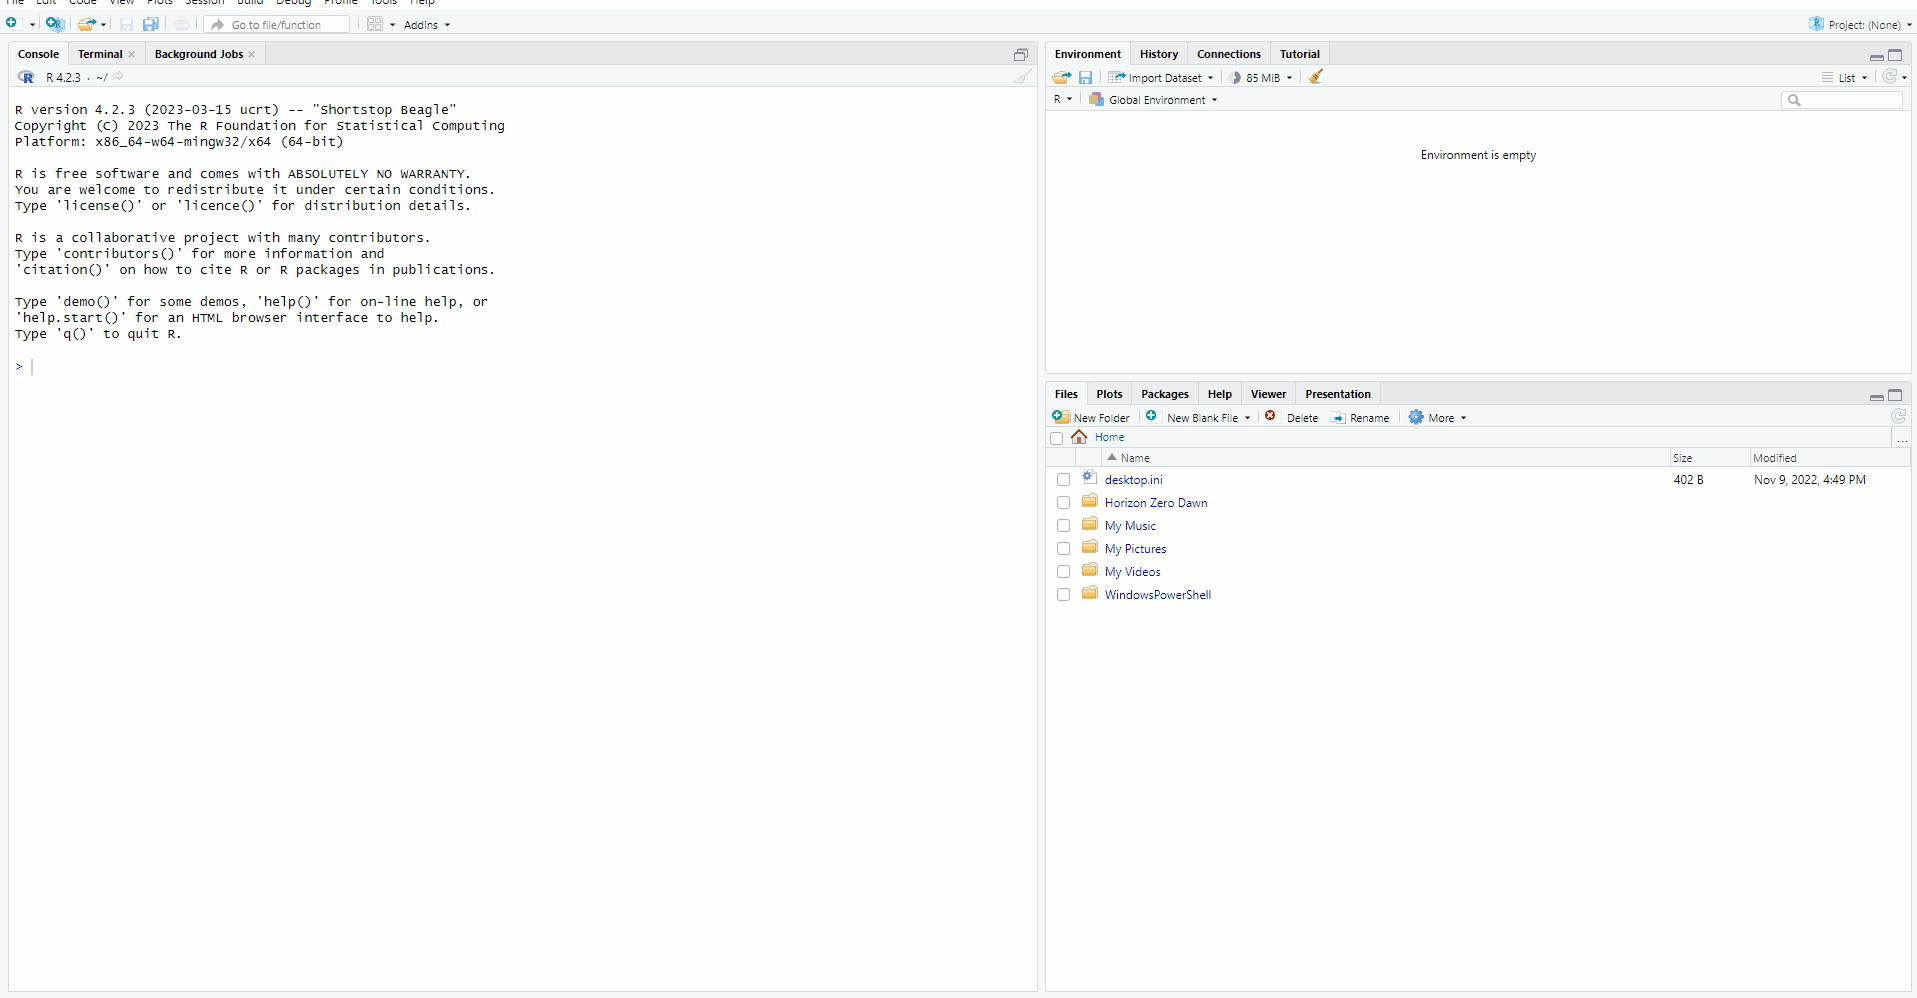 File Edit Code View Plots Session Build Debug Profile Tools Help
Go to file/function Addins Project: (None)
Console Terminal Background Jobs
R 4.2.3 · ~/
R version 4.2.3 (2023-03-15 ucrt) -- "Shortstop Beagle"
Copyright (C) 2023 The R Foundation for Statistical Computing
Platform: x86_64-w64-mingw32/x64 (64-bit)
R is free software and comes with ABSOLUTELY NO WARRANTY.
You are welcome to redistribute it under certain conditions.
Type 'license()' or 'licence()' for distribution details.
R is a collaborative project with many contributors.
Type 'contributors()' for more information and
'citation()' on how to cite R or R packages in publications.
Type 'demo()' for some demos, 'help()' for on-line help, or
'help.start()' for an HTML browser interface to help.
Type 'q()' to quit R.
>
Environment History Connections Tutorial
Import Dataset 85 MiB List
R Global Environment
Environment is empty
Files Plots Packages Help Viewer Presentation
New Folder New Blank File Delete Rename More
Home ...
Name Size Modified
desktop.ini 402 B Nov 9, 2022, 4:49 PM
Horizon Zero Dawn
My Music
My Pictures
My Videos
WindowsPowerShell